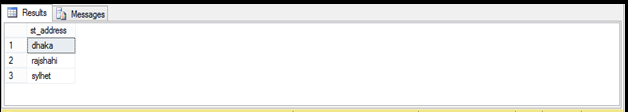 Results Messages
st_address
1 dhaka
2 rajshahi
3 sylhet